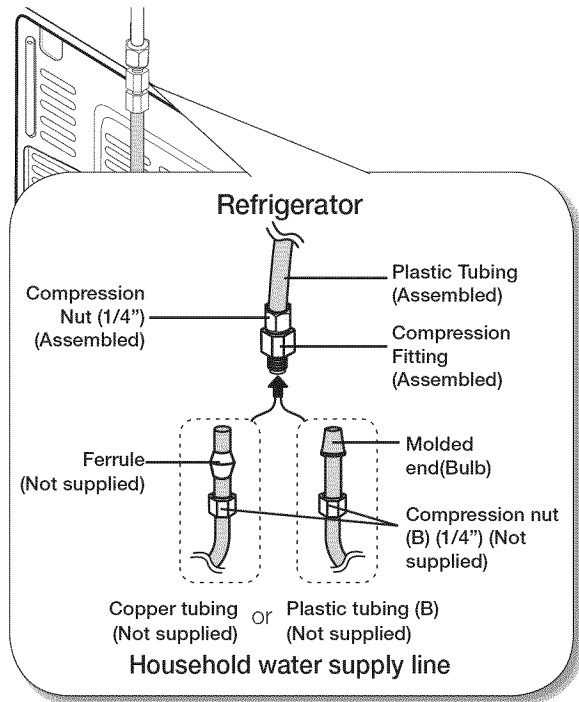 Refrigerator
Compression
Nut (1/4”)
(Assembled)
Plastic Tubing
(Assembled)
Compression
Fitting
(Assembled)
Ferrule
(Not supplied)
Molded
end(Bulb)
Compression nut
(B) (1/4”) (Not
supplied)
Copper tubing
(Not supplied)
or
Plastic tubing (B)
(Not supplied)
Household water supply line